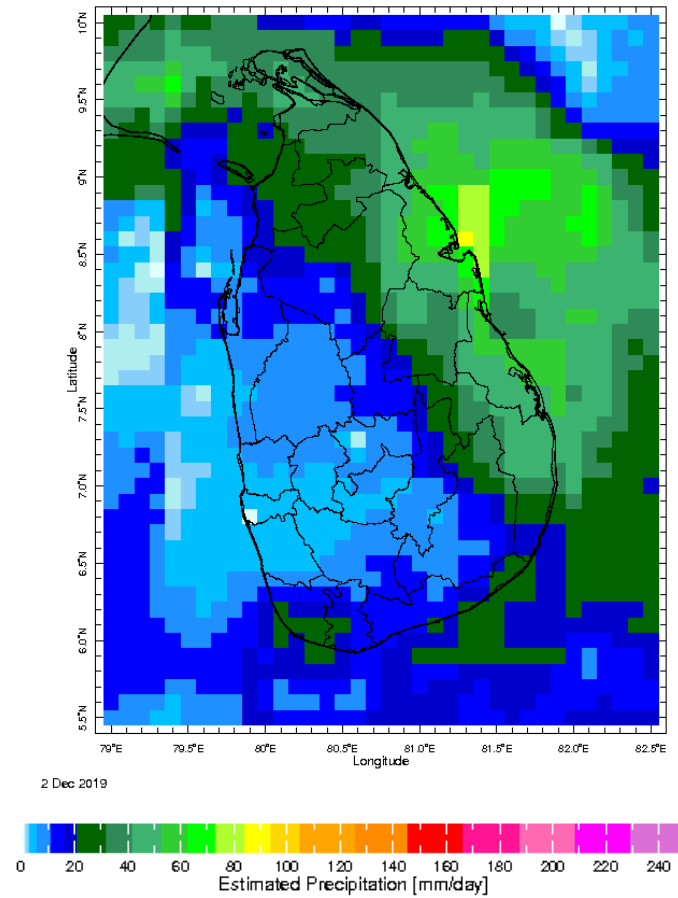 10°N
9.5°N
9°N
8.5°N
8°N
7.5°N
7.0°N
6.5°N
6.0°N
5.5°N
Latitude
79°E 79.5°E 80°E 80.5°E 81.0°E 81.5°E 82.0°E 82.5°E
Longitude
2 Dec 2019
0 20 40 60 80 100 120 140 160 180 200 220 240
Estimated Precipitation [mm/day]